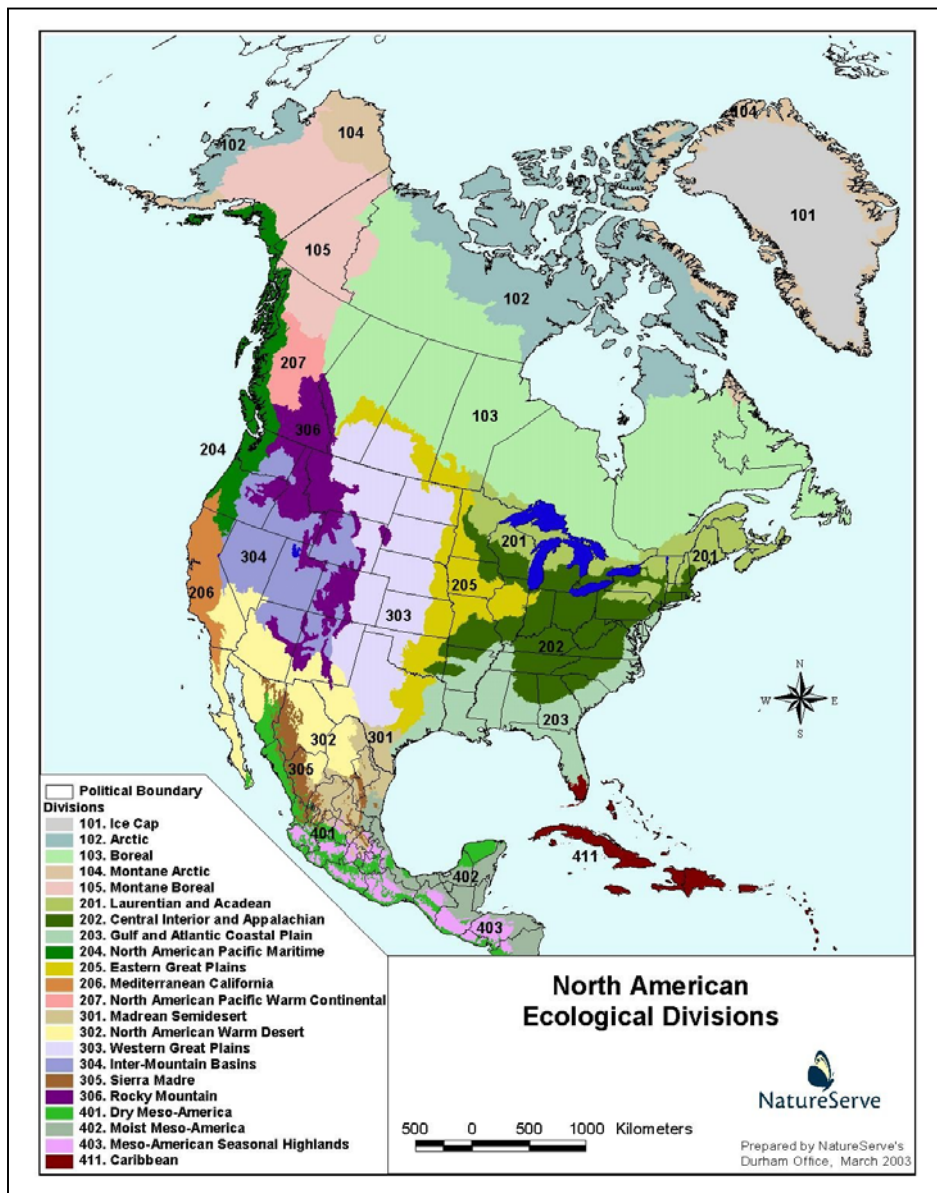 104
102
104
101
105
102
207
103
306
204
201
201
304
205
206
303
202
203
301
302
305
401
402
411
403
N
W E
S
Political Boundary
Divisions
101. Ice Cap
102. Arctic
103. Boreal
104. Montane Arctic
105. Montane Boreal
201. Laurentian and Acadean
202. Central Interior and Appalachian
203. Gulf and Atlantic Coastal Plain
204. North American Pacific Maritime
205. Eastern Great Plains
206. Mediterranean California
207. North American Pacific Warm Continental
301. Madrean Semidesert
302. North American Warm Desert
303. Western Great Plains
304. Inter-Mountain Basins
305. Sierra Madre
306. Rocky Mountain
401. Dry Meso-America
402. Moist Meso-America
403. Meso-American Seasonal Highlands
411. Caribbean
North American
Ecological Divisions
NatureServe
500 0 500 1000 Kilometers
Prepared by NatureServe's
Durham Office, March 2003